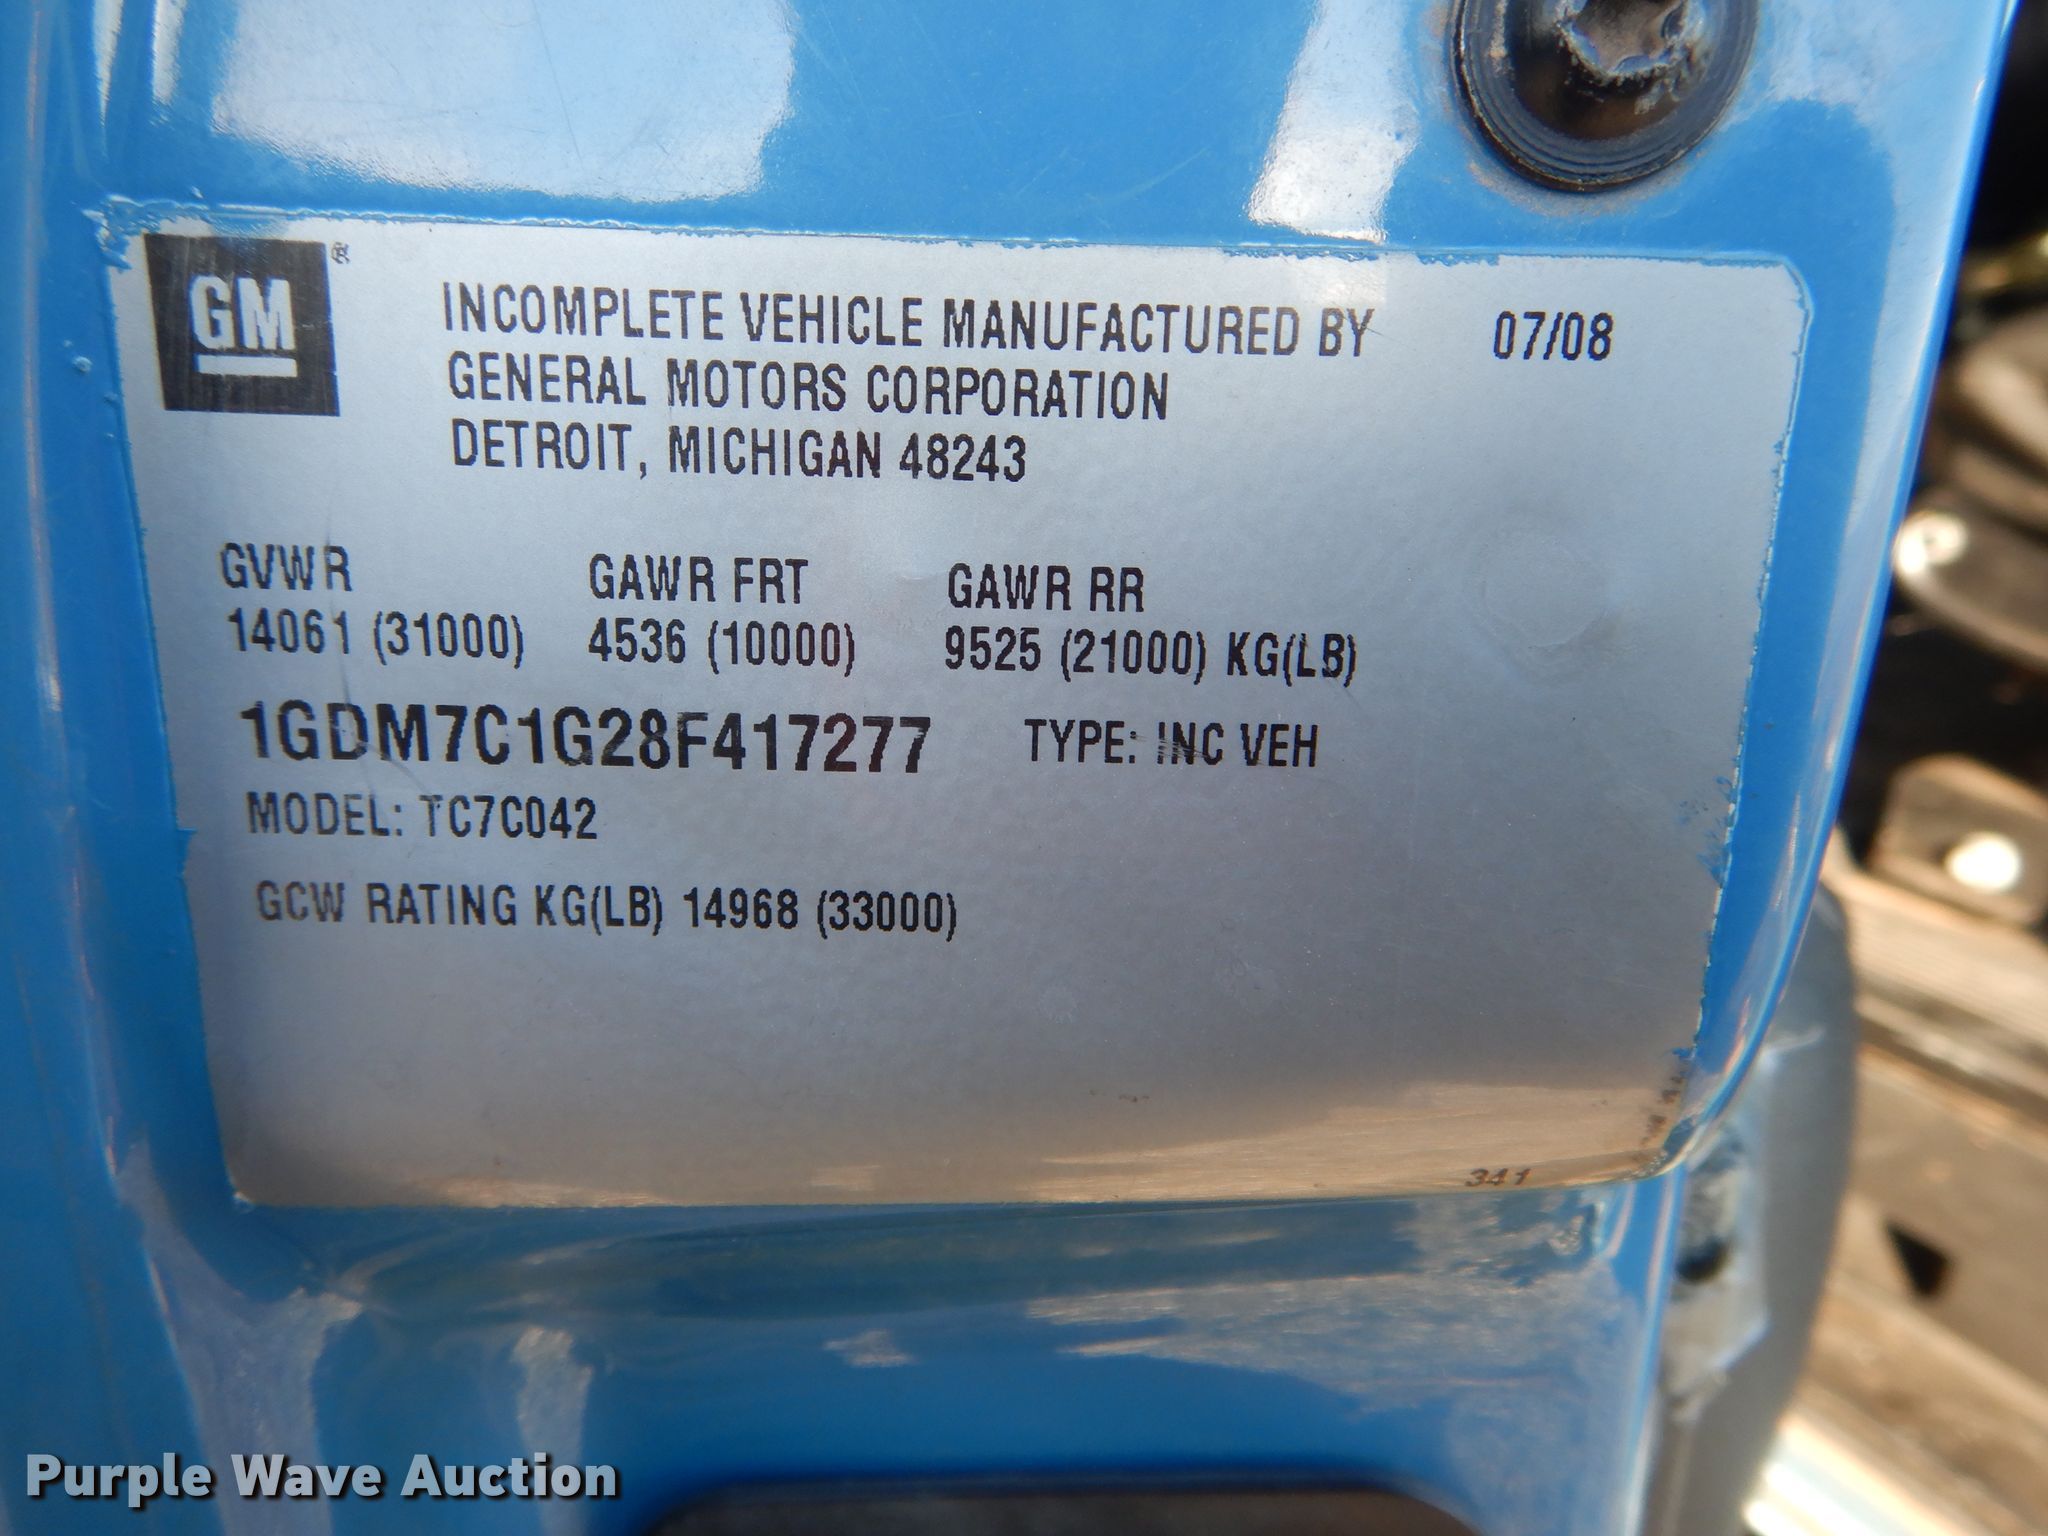 GM®
INCOMPLETE VEHICLE MANUFACTURED BY 07/08
GENERAL MOTORS CORPORATION
DETROIT, MICHIGAN 48243
GVWR GAWR FRT GAWR RR
14061 (31000) 4536 (10000) 9525 (21000) KG(LB)
1GDM7C1G28F417277 TYPE: INC VEH
MODEL: TC7C042
GCW RATING KG(LB) 14968 (33000)
341
Purple Wave Auction